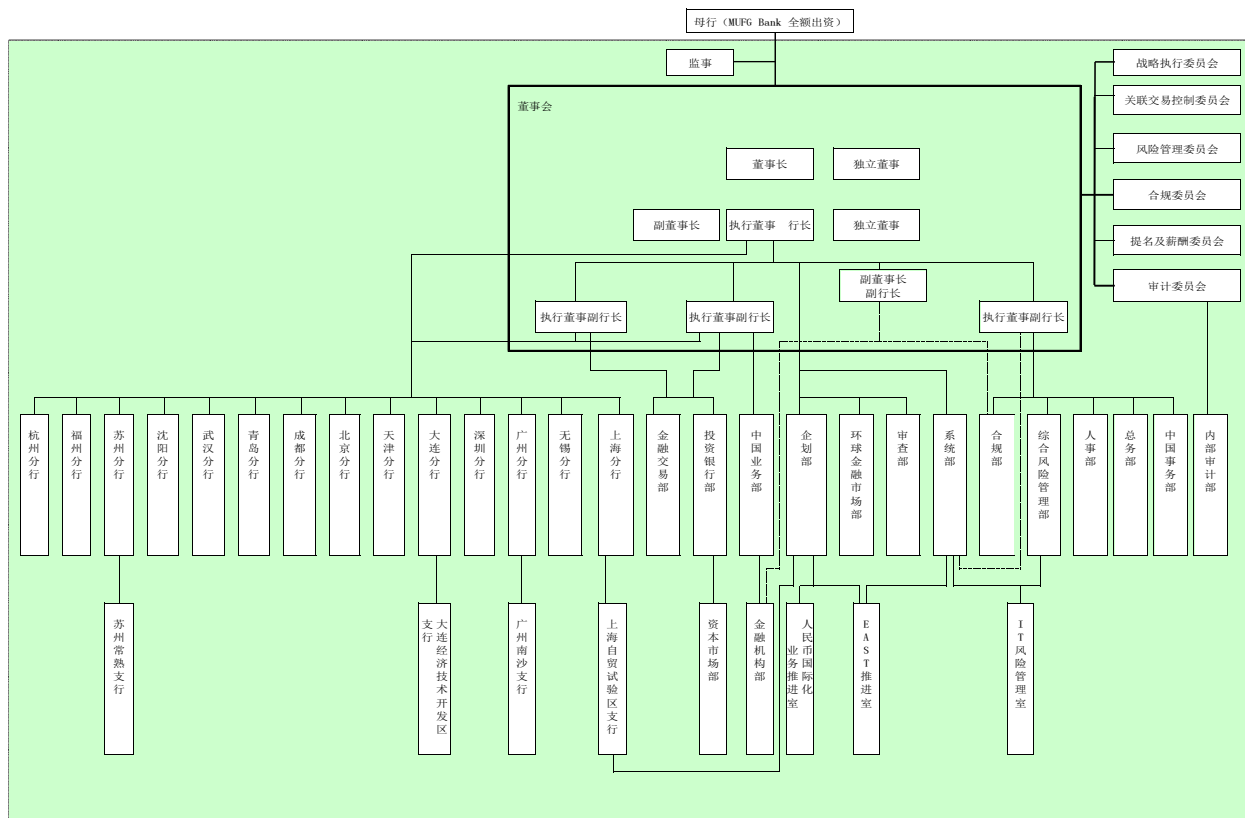 母行（MUFG Bank 全额出资）
监事
战略执行委员会
关联交易控制委员会
董事会
风险管理委员会
董事长
独立董事
合规委员会
副董事长
执行董事 行长
独立董事
提名及薪酬委员会
副董事长
副行长
审计委员会
执行董事副行长
执行董事副行长
执行董事副行长
杭州分行
福州分行
苏州分行
沈阳分行
武汉分行
青岛分行
成都分行
北京分行
天津分行
大连分行
深圳分行
广州分行
无锡分行
上海分行
金融交易部
投资银行部
中国业务部
企划部
环球金融市场部
审查部
系统部
合规部
综合风险管理部
人事部
总务部
中国事务部
内部审计部
苏州常熟支行
大连经济技术开发区
支行
广州南沙支行
上海自贸试验区支行
资本市场部
金融机构部
人民币国际化
业务推进室
EAST推进室
IT风险管理室